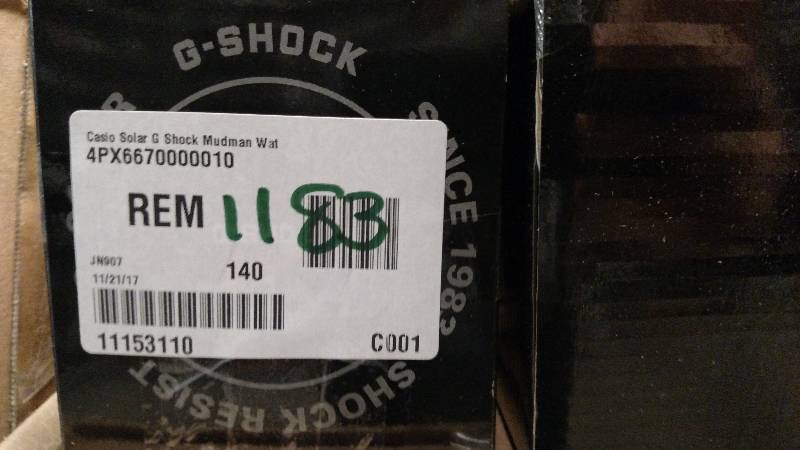 G-SHOCK
SINCE 1983
SHOCK RESIST
Casio Solar G Shock Mudman Wat
4PX6670000010
REM 1183
JN907
140
11/21/17
11153110
C001